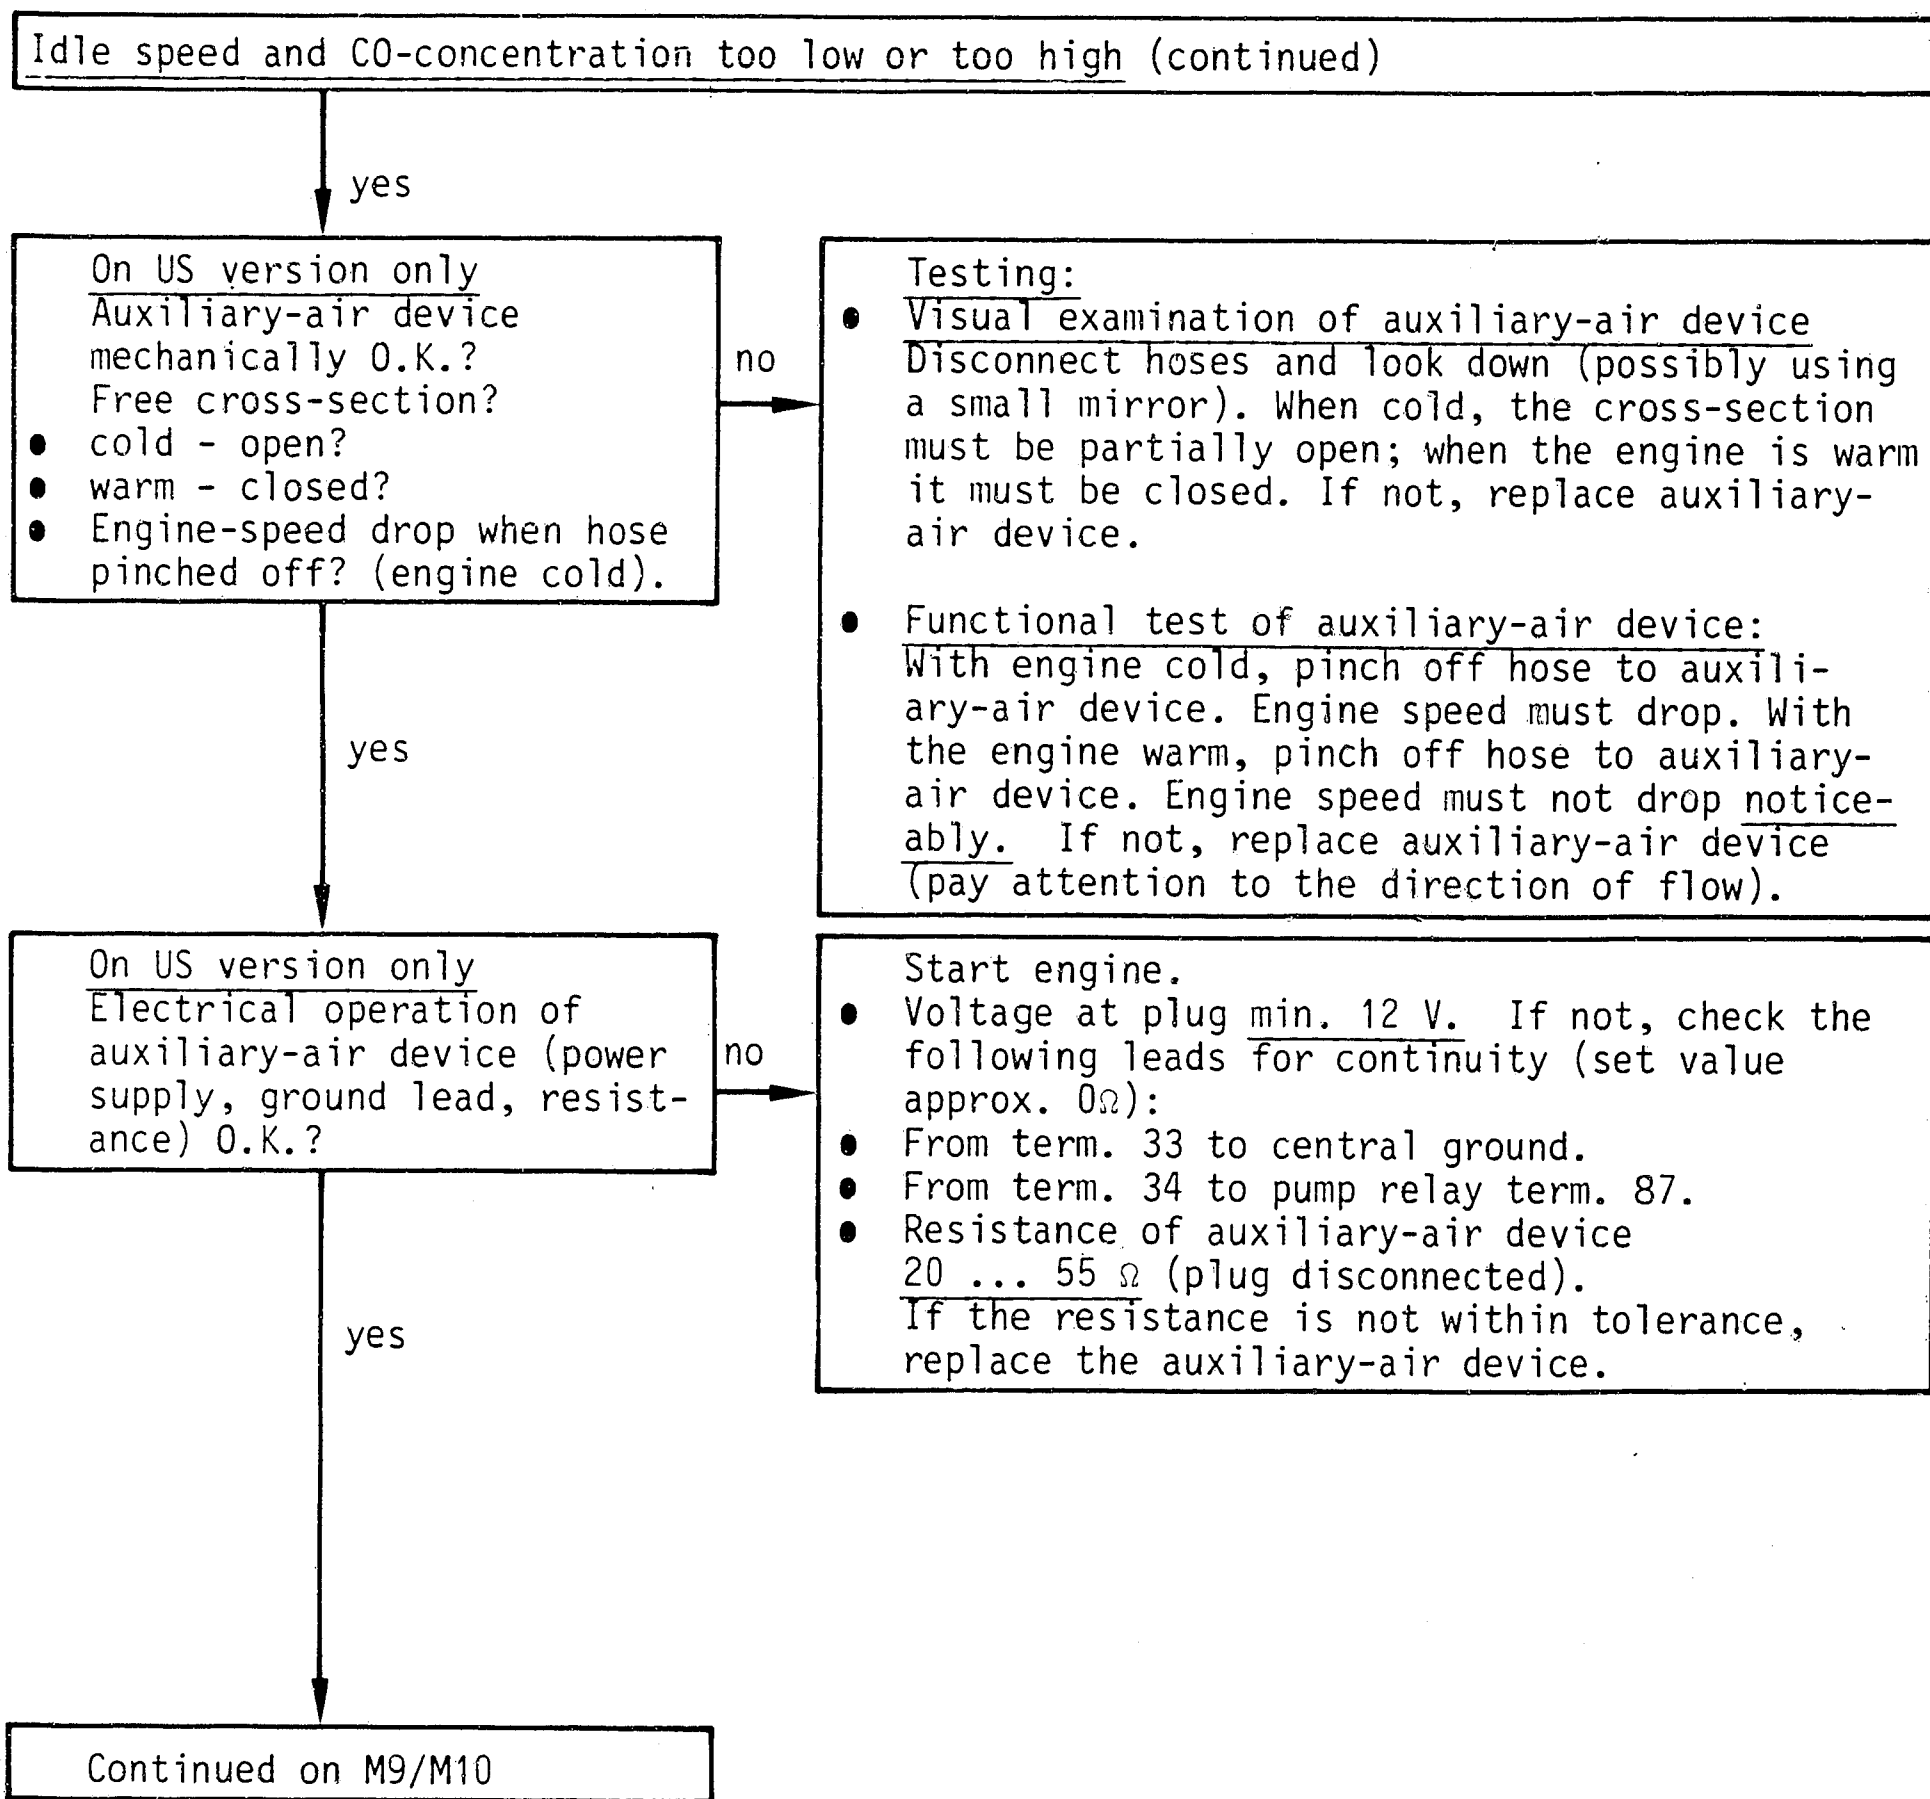 Idle speed and CO-concentration too low or too high (continued)
yes
On US version only
Auxiliary-air device
mechanically O.K.?
Free cross-section?
● cold - open?
● warm - closed?
● Engine-speed drop when hose
pinched off? (engine cold).
no
Testing:
● Visual examination of auxiliary-air device
Disconnect hoses and look down (possibly using
a small mirror). When cold, the cross-section
must be partially open; when the engine is warm
it must be closed. If not, replace auxiliary-
air device.
● Functional test of auxiliary-air device:
With engine cold, pinch off hose to auxili-
ary-air device. Engine speed must drop. With
the engine warm, pinch off hose to auxiliary-
air device. Engine speed must not drop notice-
ably. If not, replace auxiliary-air device
(pay attention to the direction of flow).
yes
On US version only
Electrical operation of
auxiliary-air device (power
supply, ground lead, resist-
ance) O.K.?
no
Start engine.
● Voltage at plug min. 12 V. If not, check the
following leads for continuity (set value
approx. 0Ω):
● From term. 33 to central ground.
● From term. 34 to pump relay term. 87.
● Resistance of auxiliary-air device
20 ... 55 Ω (plug disconnected).
If the resistance is not within tolerance,
replace the auxiliary-air device.
yes
Continued on M9/M10